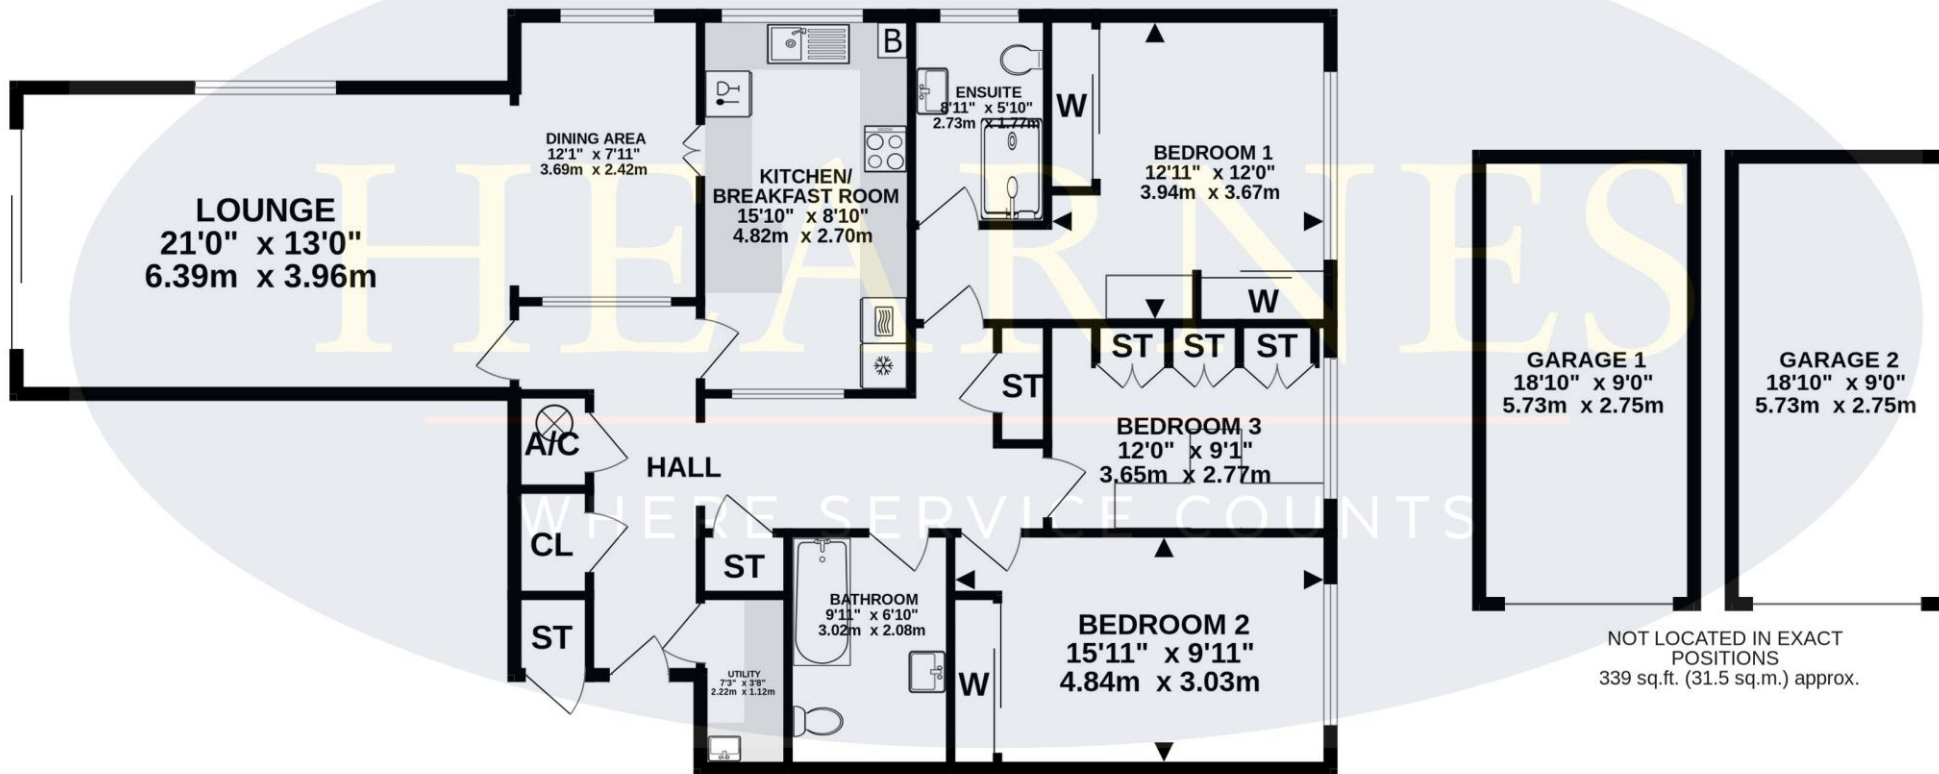 B
ENSUITE
8'11" x 5'10"
2.73m x 1.77m
W
DINING AREA
12'1" x 7'11"
3.69m x 2.42m
BEDROOM 1
12'11" x 12'0"
3.94m x 3.67m
KITCHEN/
BREAKFAST ROOM
15'10" x 8'10"
4.82m x 2.70m
LOUNGE
21'0" x 13'0"
6.39m x 3.96m
HEARNES
W
ST
ST
ST
ST
GARAGE 1
18'10" x 9'0"
5.73m x 2.75m
GARAGE 2
18'10" x 9'0"
5.73m x 2.75m
A/C
HALL
BEDROOM 3
12'0" x 9'1"
3.65m x 2.77m
WHERE SERVICE COUNTS
CL
ST
BATHROOM
9'11" x 6'10"
3.02m x 2.08m
BEDROOM 2
15'11" x 9'11"
4.84m x 3.03m
ST
UTILITY
7'3" x 3'8"
2.22m x 1.12m
W
NOT LOCATED IN EXACT
POSITIONS
339 sq.ft. (31.5 sq.m.) approx.